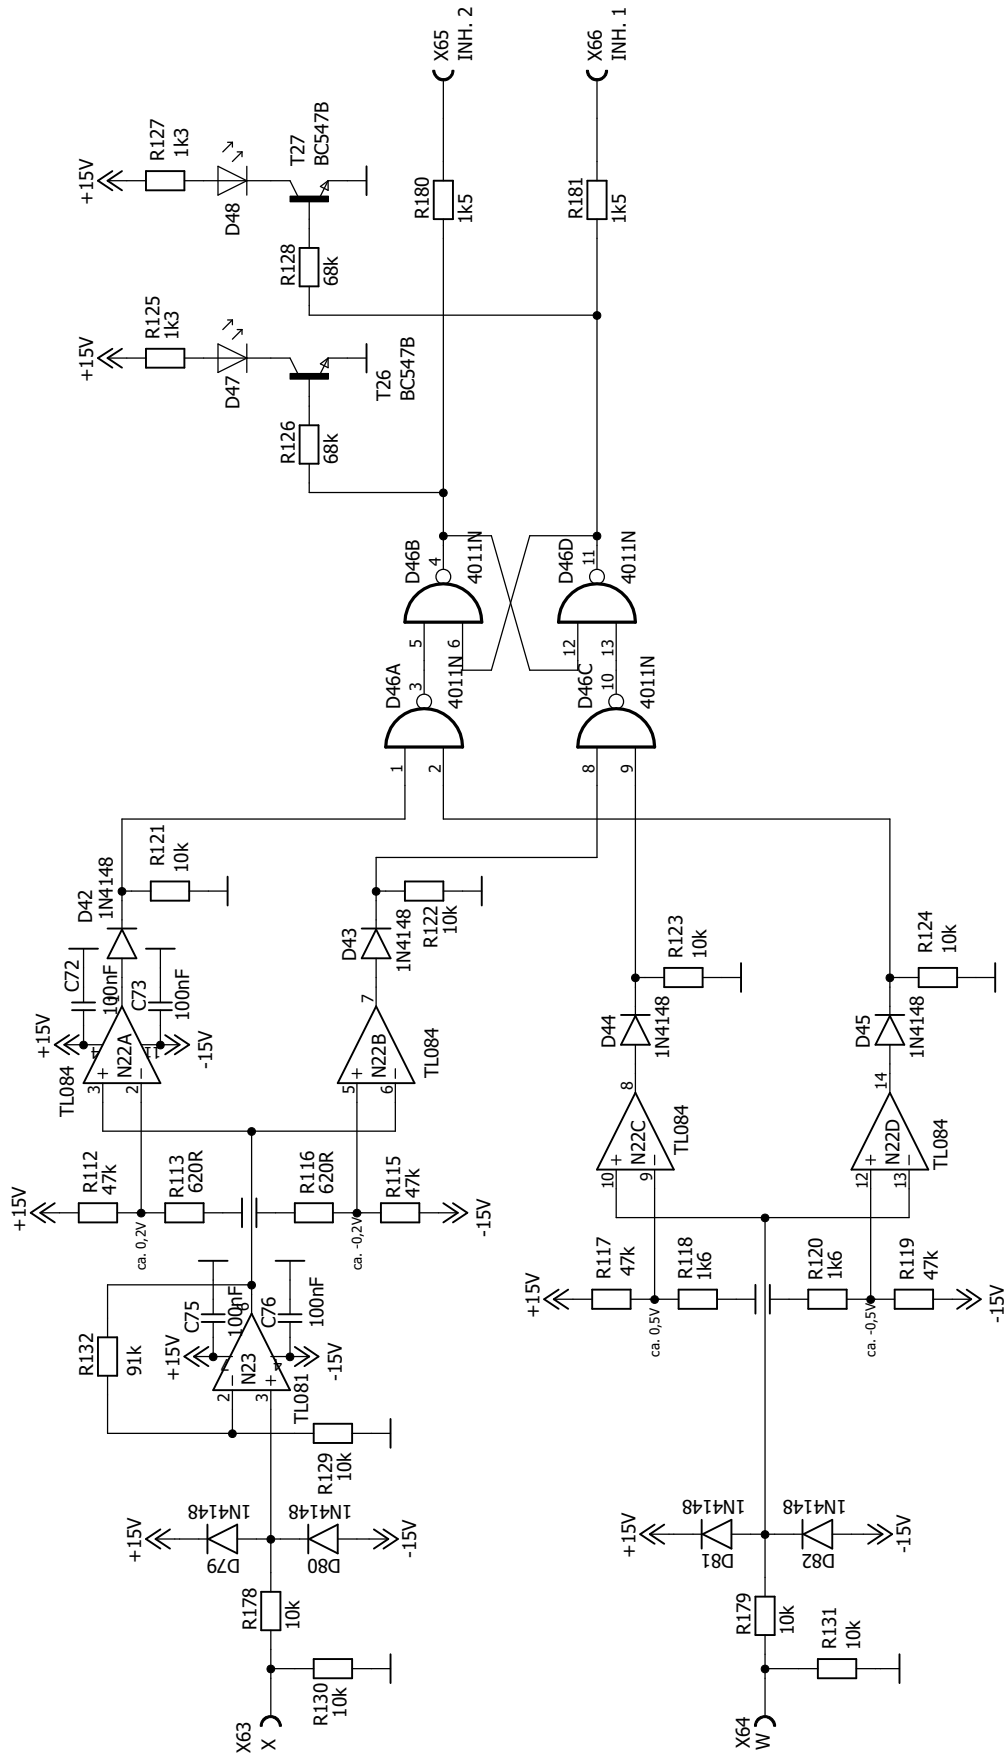 X63
X
R130
10k
R178
10k
+15V
D79
1N4148
D80
1N4148
-15V
R129
10k
R132
91k
2
3
N23
TL081
6
+15V
C75
100nF
C76
100nF
-15V
+15V
R112
47k
ca. 0,2V
R113
620R
R116
620R
ca. -0,2V
R115
47k
-15V
TL084
N22A
3
2
4
11
1
+15V
C72
100nF
C73
100nF
-15V
D42
1N4148
R121
10k
5
6
N22B
TL084
7
D43
1N4148
R122
10k
X64
W
R131
10k
R179
10k
+15V
D81
1N4148
D82
1N4148
-15V
+15V
R117
47k
ca. 0,5V
R118
1k6
R120
1k6
ca. -0,5V
R119
47k
-15V
10
9
N22C
TL084
8
D44
1N4148
R123
10k
12
13
N22D
TL084
14
D45
1N4148
R124
10k
1
2
D46A
3
4011N
8
9
D46C
10
4011N
5
6
D46B
4
4011N
12
13
D46D
11
4011N
R126
68k
+15V
R125
1k3
D47
T26
BC547B
R128
68k
+15V
R127
1k3
D48
T27
BC547B
R180
1k5
X65
INH. 2
R181
1k5
X66
INH. 1